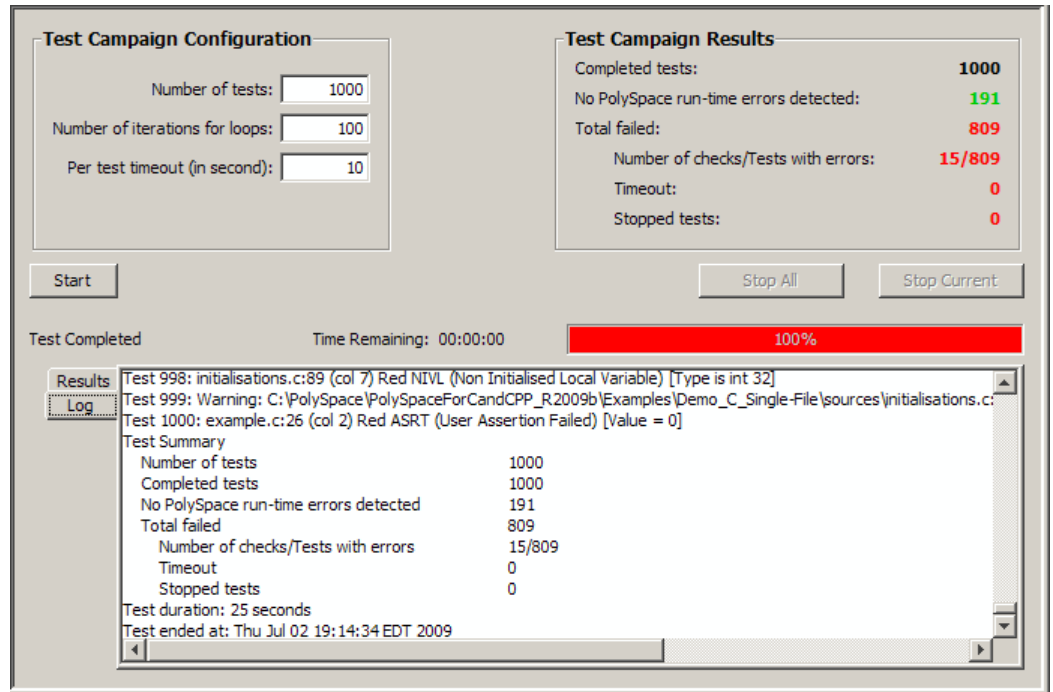 Test Campaign Configuration
Number of tests: 1000
Number of iterations for loops: 100
Per test timeout (in second): 10
Test Campaign Results
Completed tests: 1000
No PolySpace run-time errors detected: 191
Total failed: 809
Number of checks/Tests with errors: 15/809
Timeout: 0
Stopped tests: 0
Start
Stop All
Stop Current
Test Completed
Time Remaining: 00:00:00
100%
Results
Log
Test 998: initialisations.c:89 (col 7) Red NIVL (Non Initialised Local Variable) [Type is int 32]
Test 999: Warning: C:\PolySpace\PolySpaceForCandCPP_R2009b\Examples\Demo_C_Single-File\sources\initialisations.c:
Test 1000: example.c:26 (col 2) Red ASRT (User Assertion Failed) [Value = 0]
Test Summary
Number of tests 1000
Completed tests 1000
No PolySpace run-time errors detected 191
Total failed 809
Number of checks/Tests with errors 15/809
Timeout 0
Stopped tests 0
Test duration: 25 seconds
Test ended at: Thu Jul 02 19:14:34 EDT 2009